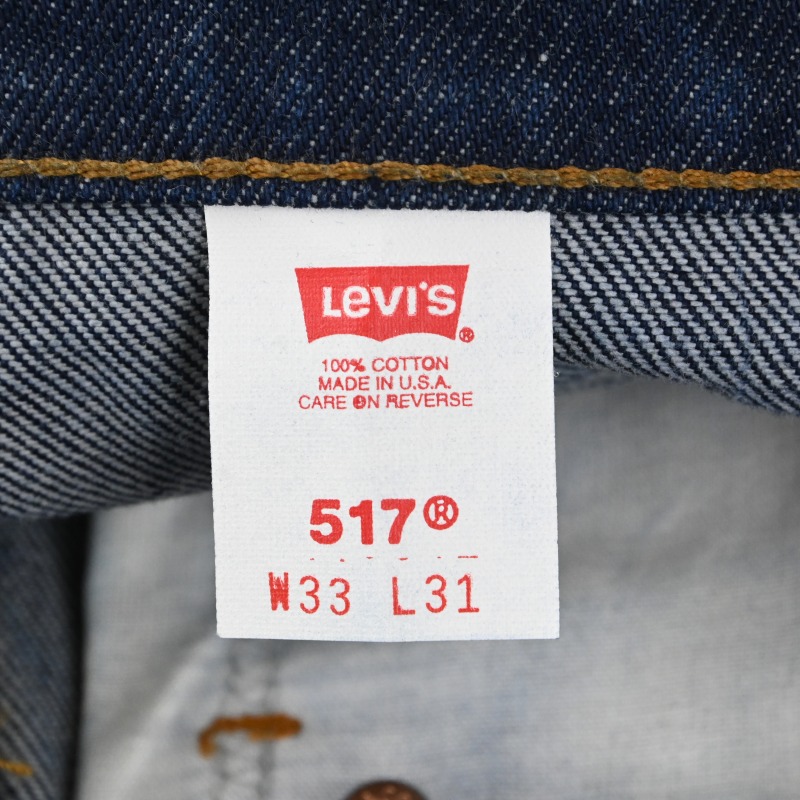 LEVI'S
®
100% COTTON
MADE IN U.S.A.
CARE ON REVERSE
517®
W33 L31